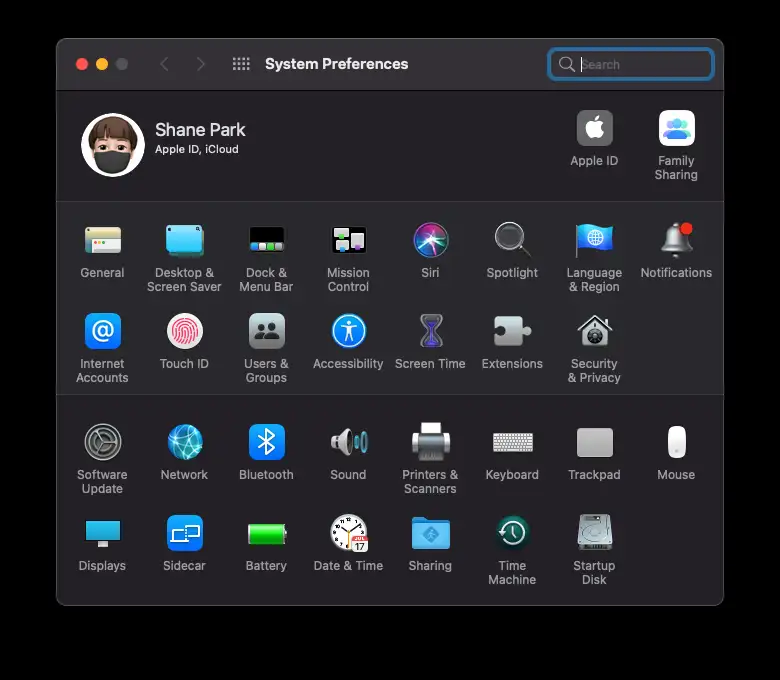 System Preferences
Search
Shane Park
Apple ID, iCloud
Apple ID
Family
Sharing
General
Desktop &
Screen Saver
Dock &
Menu Bar
Mission
Control
Siri
Spotlight
Language
& Region
Notifications
Internet
Accounts
Touch ID
Users &
Groups
Accessibility
Screen Time
Extensions
Security
& Privacy
Software
Update
Network
Bluetooth
Sound
Printers &
Scanners
Keyboard
Trackpad
Mouse
Displays
Sidecar
Battery
JUL
17
Date & Time
Sharing
Time
Machine
Startup
Disk